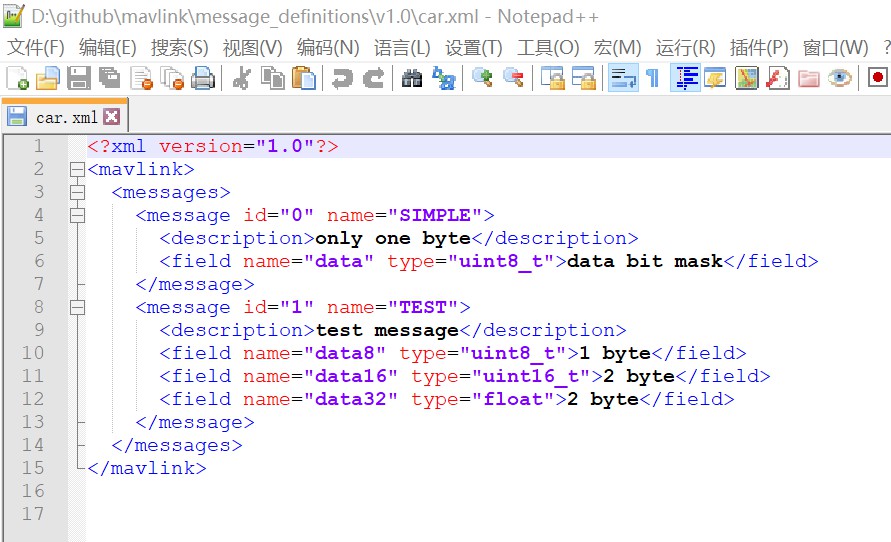 D:\github\mavlink\message_definitions\v1.0\car.xml - Notepad++
文件(F) 编辑(E) 搜索(S) 视图(V) 编码(N) 语言(L) 设置(T) 工具(O) 宏(M) 运行(R) 插件(P) 窗口(W) ?
car.xml
1 <?xml version="1.0"?>
2 <mavlink>
3 <messages>
4 <message id="0" name="SIMPLE">
5 <description>only one byte</description>
6 <field name="data" type="uint8_t">data bit mask</field>
7 </message>
8 <message id="1" name="TEST">
9 <description>test message</description>
10 <field name="data8" type="uint8_t">1 byte</field>
11 <field name="data16" type="uint16_t">2 byte</field>
12 <field name="data32" type="float">2 byte</field>
13 </message>
14 </messages>
15 </mavlink>
16
17